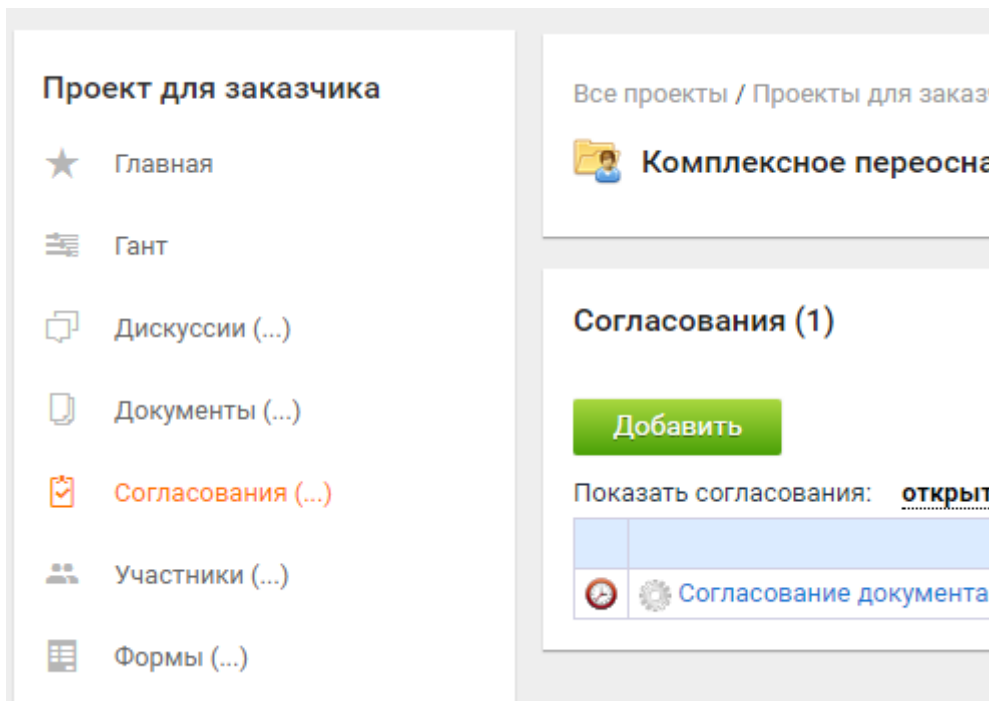 Проект для заказчика
Главная
Гант
Дискуссии (...)
Документы (...)
Согласования (...)
Участники (...)
Формы (...)
Все проекты / Проекты для заказ
Комплексное переосна
Согласования (1)
Добавить
Показать согласования: открыт
Согласование документа